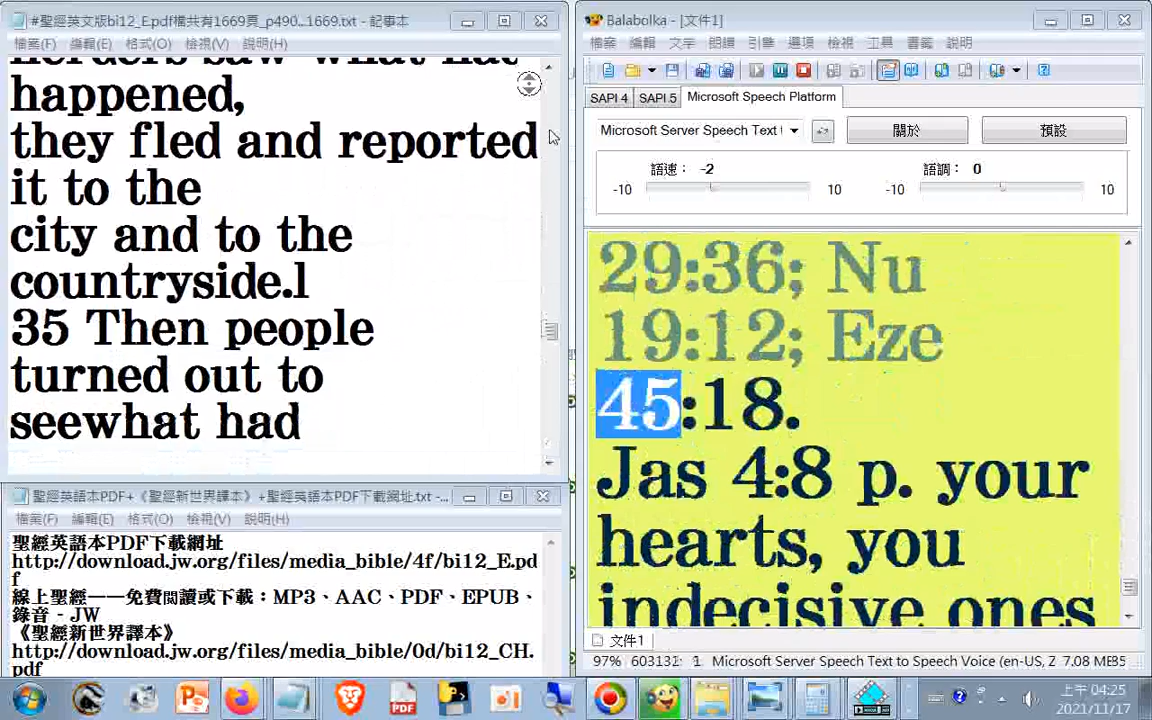 #聖經英文版bi12_E.pdf檔共有1669頁_p490...1669.txt - 記事本
檔案(F) 編輯(E) 格式(O) 檢視(V) 說明(H)
herders saw what had
happened,
they fled and reported
it to the
city and to the
countryside.l
35 Then people
turned out to
seewhat had
聖經英語本PDF+《聖經新世界譯本》+聖經英語本PDF下載網址.txt - ...
檔案(F) 編輯(E) 格式(O) 檢視(V) 說明(H)
聖經英語本PDF下載網址
http://download.jw.org/files/media_bible/4f/bi12_E.pd
f
線上聖經——免費閱讀或下載：MP3、AAC、PDF、EPUB、
錄音 - JW
《聖經新世界譯本》
http://download.jw.org/files/media_bible/0d/bi12_CH.
pdf
Balabolka - [文件1]
檔案 編輯 文字 朗讀 引擎 選項 檢視 工具 書籤 說明
SAPI 4 SAPI 5 Microsoft Speech Platform
Microsoft Server Speech Text 關於 預設
語速： -2 語調： 0
-10 10 -10 10
29:36; Nu
19:12; Eze
45:18.
Jas 4:8 p. your
hearts, you
indecisive ones
文件1
97% 603132: 1 Microsoft Server Speech Text to Speech Voice (en-US, Z 7.08 MB
上午 04:25
2021/11/17